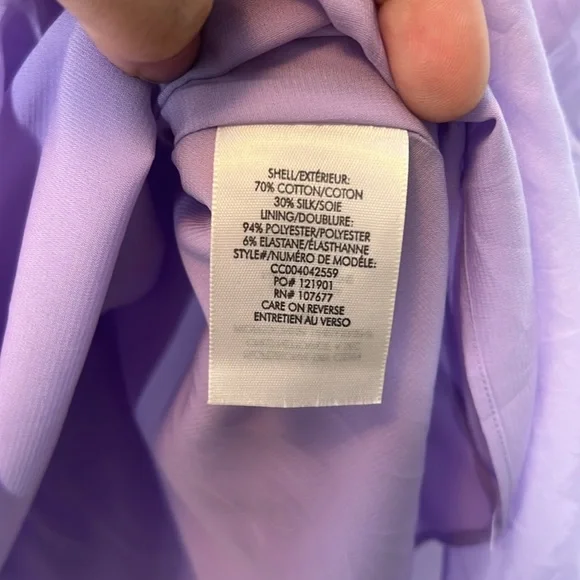 SHELL/EXTÉRIEUR:
70% COTTON/COTON
30% SILK/SOIE
LINING/DOUBLURE:
94% POLYESTER/POLYESTER
6% ELASTANE/ÉLASTHANNE
STYLE#/NUMÉRO DE MODÈLE:
CCD04042559
PO# 121901
RN# 107677
CARE ON REVERSE
ENTRETIEN AU VERSO